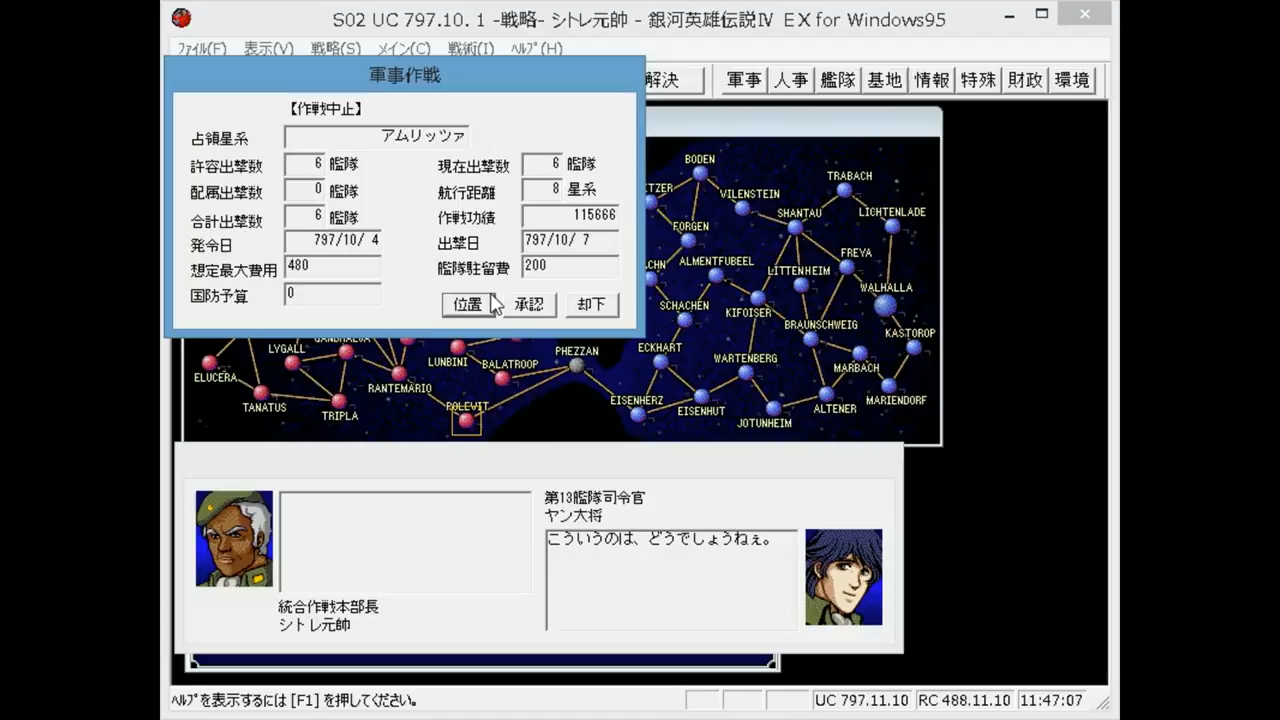 S02 UC 797.10. 1 -戦略- シトレ元帥 - 銀河英雄伝説Ⅳ EX for Windows95
ﾌｧｲﾙ(F) 表示(V) 戦略(S) メイン(C) 戦術(I) ﾍﾙﾌﾟ(H)
解決 軍事 人事 艦隊 基地 情報 特殊 財政 環境
軍事作戦
【作戦中止】
占領星系 アムリッツァ
許容出撃数 6 艦隊 現在出撃数 6 艦隊
配属出撃数 0 艦隊 航行距離 8 星系
合計出撃数 6 艦隊 作戦功績 115666
発令日 797/10/ 4 出撃日 797/10/ 7
想定最大費用 480 艦隊駐留費 200
国防予算 0
位置 承認 却下
BODEN
TRABACH
TZER
VILENSTEIN
SHANTAU
LICHTENLADE
FORGEN
FREYA
CHN
ALMENTFUBEEL
LITTENHEIM
WALHALLA
SCHACHEN
KIFOISER
BRAUNSCHWEIG
KASTOROP
LYGALL
GANDHARVA
LUNBINI
BALATROOP
PHEZZAN
ECKHART
WARTENBERG
MARBACH
ELUCERA
RANTEMARIO
TANATUS
TRIPLA
POLEVIT
EISENHERZ
EISENHUT
JOTUNHEIM
ALTENER
MARIENDORF
第13艦隊司令官
ヤン大将
こういうのは、どうでしょうねぇ。
統合作戦本部長
シトレ元帥
ﾍﾙﾌﾟを表示するには [F1] を押してください。
UC 797.11.10 RC 488.11.10 11:47:07